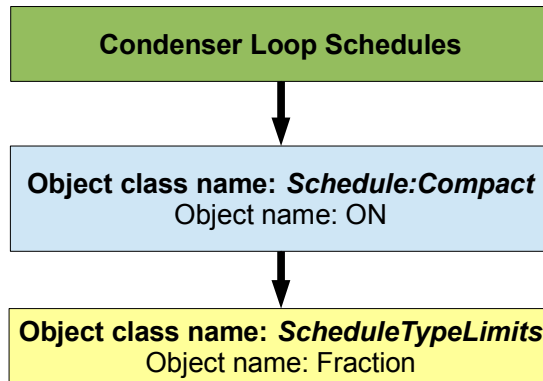 Condenser Loop Schedules
Object class name: Schedule:Compact
Object name: ON
Object class name: ScheduleTypeLimits
Object name: Fraction